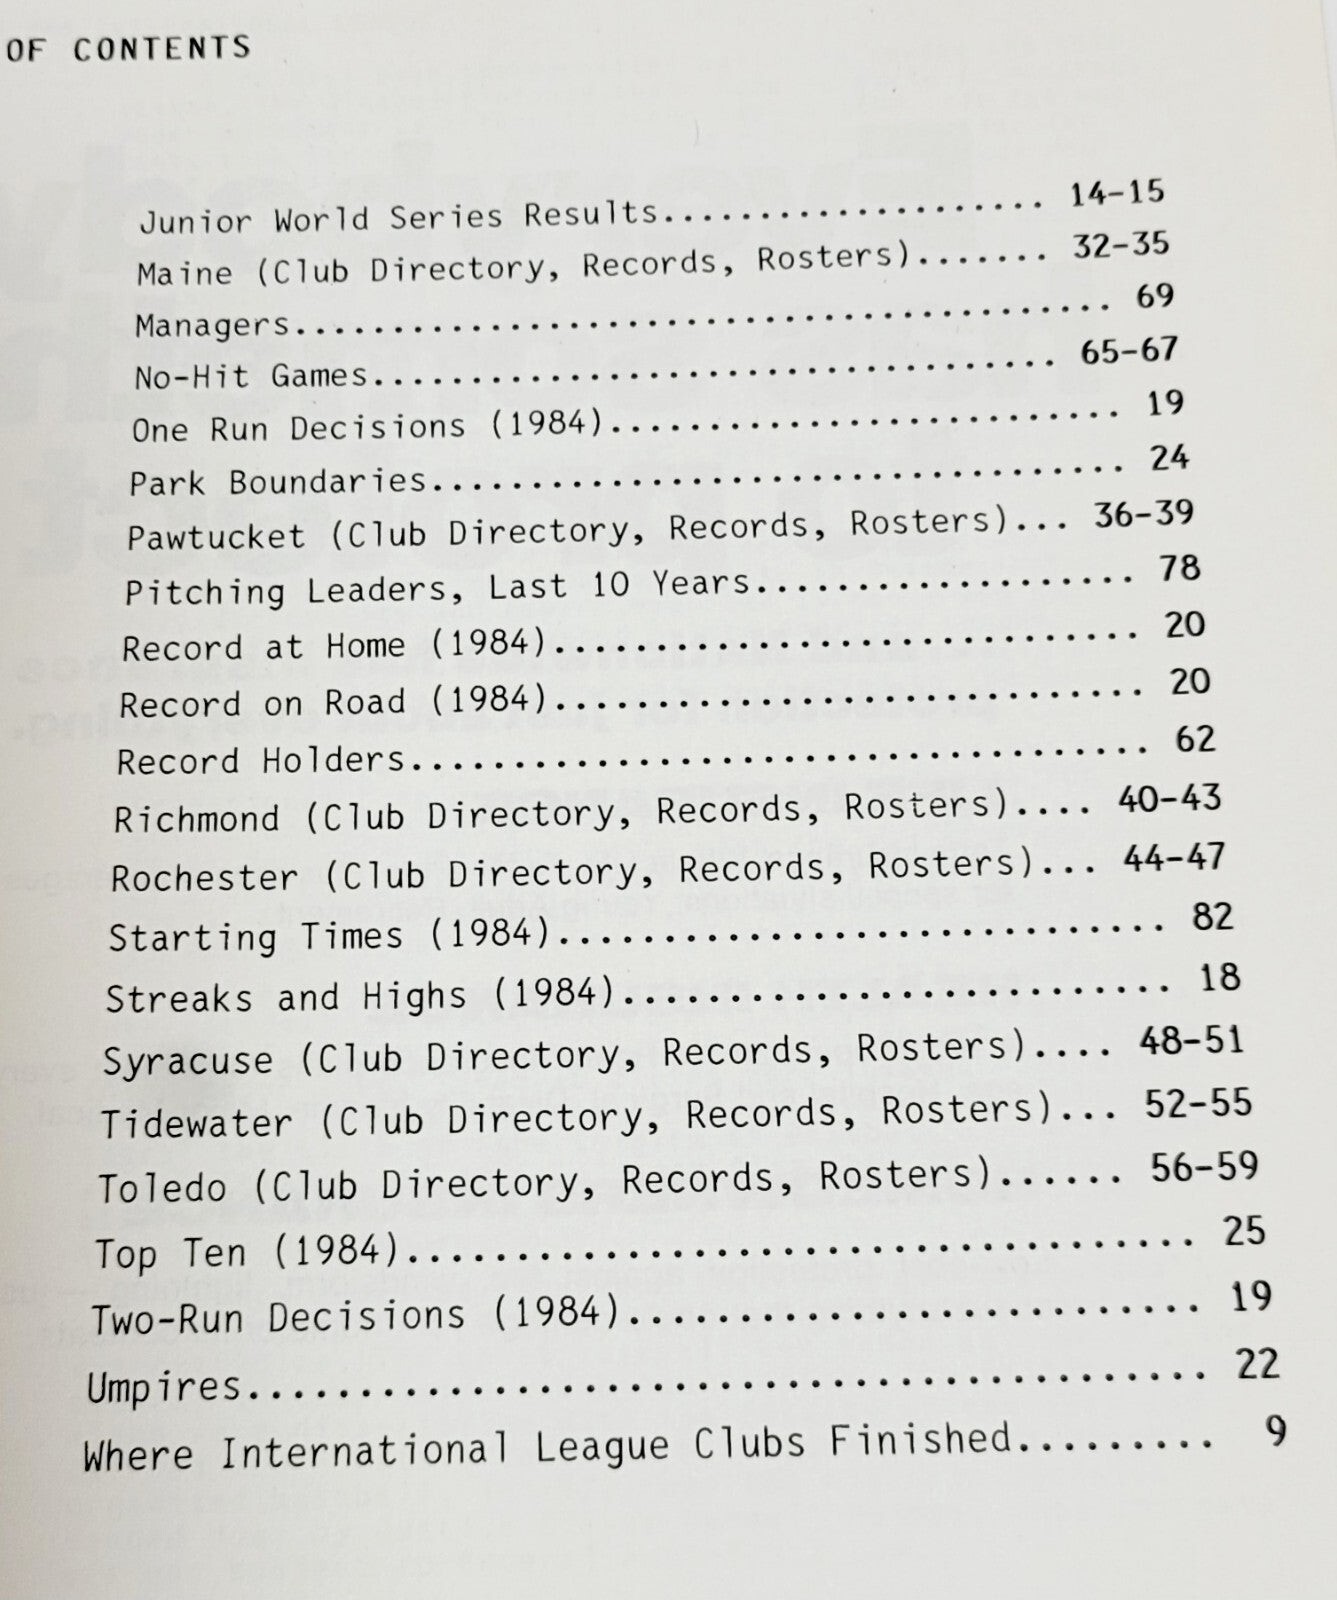 OF CONTENTS
Junior World Series Results.................... 14-15
Maine (Club Directory, Records, Rosters)....... 32-35
Managers.......................................... 69
No-Hit Games................................... 65-67
One Run Decisions (1984).......................... 19
Park Boundaries................................... 24
Pawtucket (Club Directory, Records, Rosters)... 36-39
Pitching Leaders, Last 10 Years................... 78
Record at Home (1984)............................. 20
Record on Road (1984)............................. 20
Record Holders.................................... 62
Richmond (Club Directory, Records, Rosters).... 40-43
Rochester (Club Directory, Records, Rosters)... 44-47
Starting Times (1984)............................. 82
Streaks and Highs (1984).......................... 18
Syracuse (Club Directory, Records, Rosters).... 48-51
Tidewater (Club Directory, Records, Rosters)... 52-55
Toledo (Club Directory, Records, Rosters)...... 56-59
Top Ten (1984).................................... 25
Two-Run Decisions (1984).......................... 19
Umpires........................................... 22
Where International League Clubs Finished......... 9